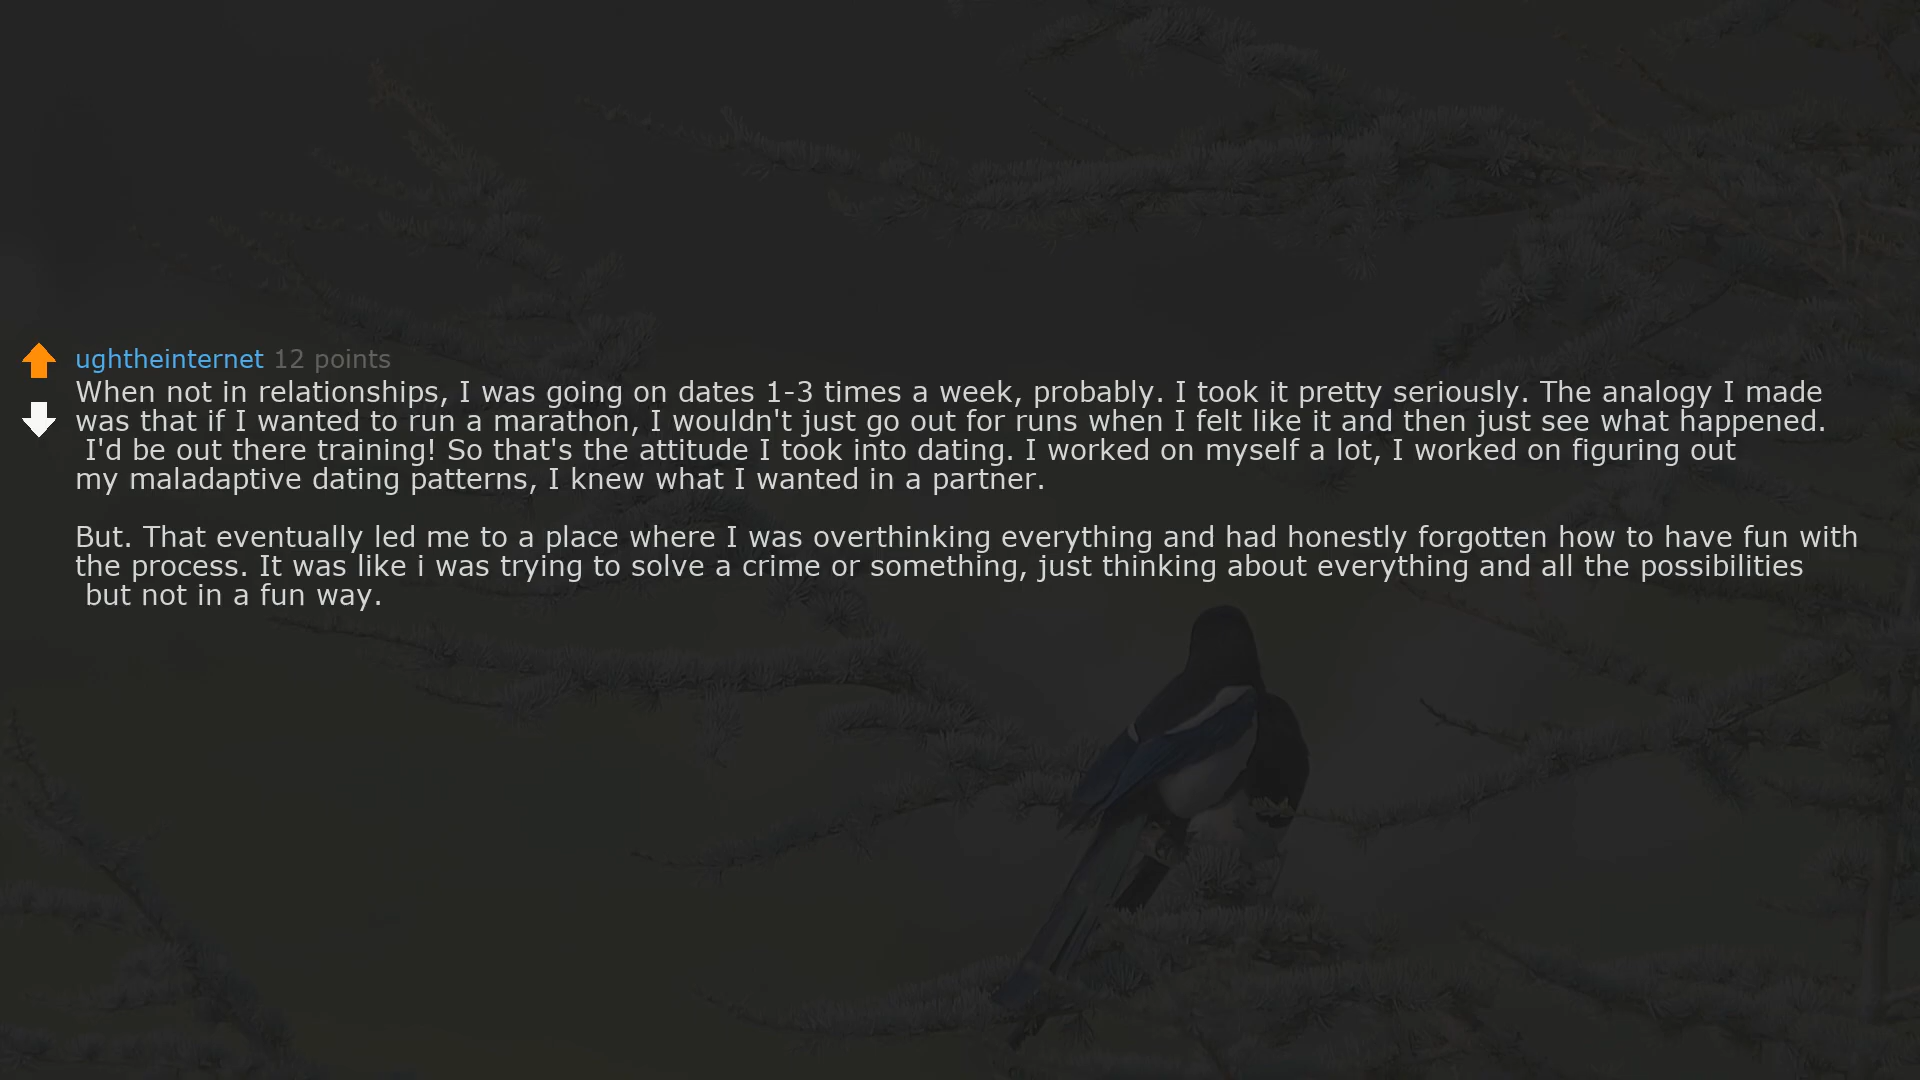 ughtheinternet 12 points
When not in relationships, I was going on dates 1-3 times a week, probably. I took it pretty seriously. The analogy I made
was that if I wanted to run a marathon, I wouldn't just go out for runs when I felt like it and then just see what happened.
I'd be out there training! So that's the attitude I took into dating. I worked on myself a lot, I worked on figuring out
my maladaptive dating patterns, I knew what I wanted in a partner.
But. That eventually led me to a place where I was overthinking everything and had honestly forgotten how to have fun with
the process. It was like i was trying to solve a crime or something, just thinking about everything and all the possibilities
but not in a fun way.